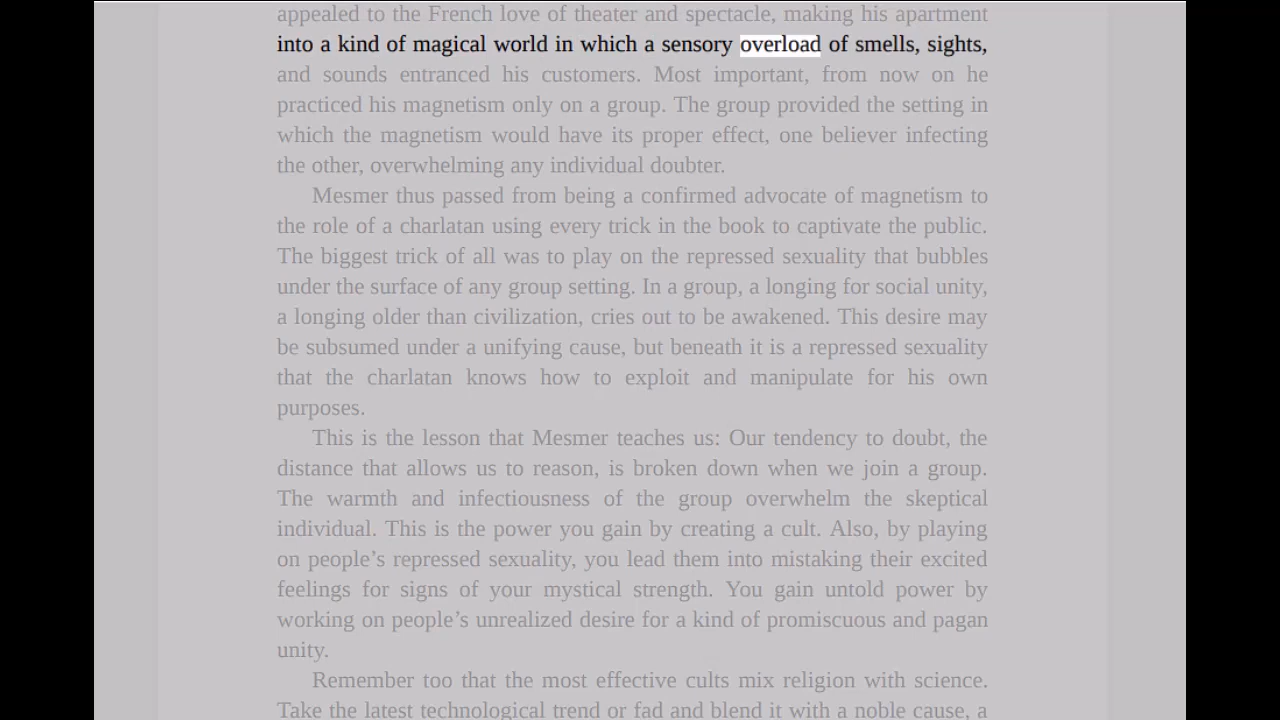 appealed to the French love of theater and spectacle, making his apartment
into a kind of magical world in which a sensory overload of smells, sights,
and sounds entranced his customers. Most important, from now on he
practiced his magnetism only on a group. The group provided the setting in
which the magnetism would have its proper effect, one believer infecting
the other, overwhelming any individual doubter.
Mesmer thus passed from being a confirmed advocate of magnetism to
the role of a charlatan using every trick in the book to captivate the public.
The biggest trick of all was to play on the repressed sexuality that bubbles
under the surface of any group setting. In a group, a longing for social unity,
a longing older than civilization, cries out to be awakened. This desire may
be subsumed under a unifying cause, but beneath it is a repressed sexuality
that the charlatan knows how to exploit and manipulate for his own
purposes.
This is the lesson that Mesmer teaches us: Our tendency to doubt, the
distance that allows us to reason, is broken down when we join a group.
The warmth and infectiousness of the group overwhelm the skeptical
individual. This is the power you gain by creating a cult. Also, by playing
on people’s repressed sexuality, you lead them into mistaking their excited
feelings for signs of your mystical strength. You gain untold power by
working on people’s unrealized desire for a kind of promiscuous and pagan
unity.
Remember too that the most effective cults mix religion with science.
Take the latest technological trend or fad and blend it with a noble cause, a